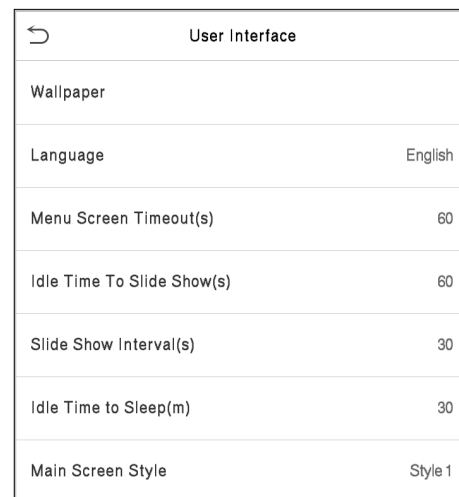 User Interface
Wallpaper
Language English
Menu Screen Timeout(s) 60
Idle Time To Slide Show(s) 60
Slide Show Interval(s) 30
Idle Time to Sleep(m) 30
Main Screen Style Style 1